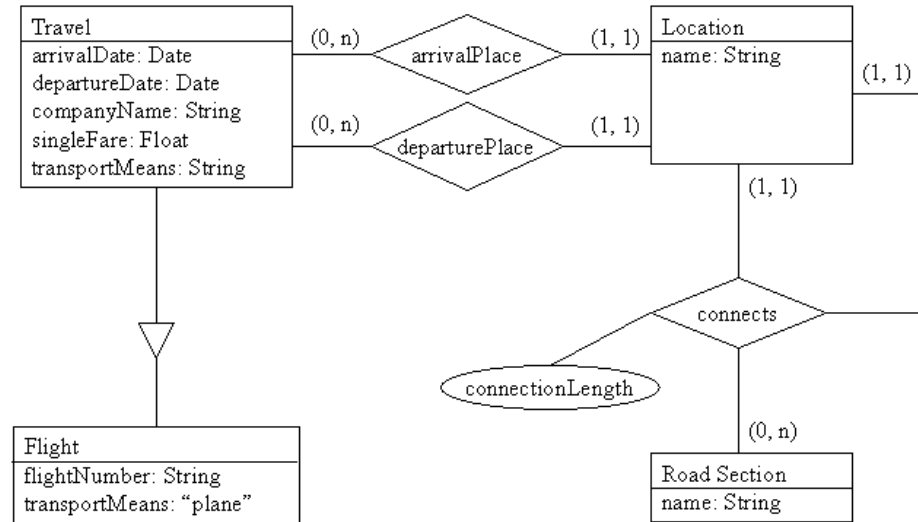 Travel
arrivalDate: Date
departureDate: Date
companyName: String
singleFare: Float
transportMeans: String
(0, n)
arrivalPlace
(1, 1)
(0, n)
departurePlace
(1, 1)
Location
name: String
(1, 1)
(1, 1)
connects
connectionLength
(0, n)
Flight
flightNumber: String
transportMeans: “plane”
Road Section
name: String